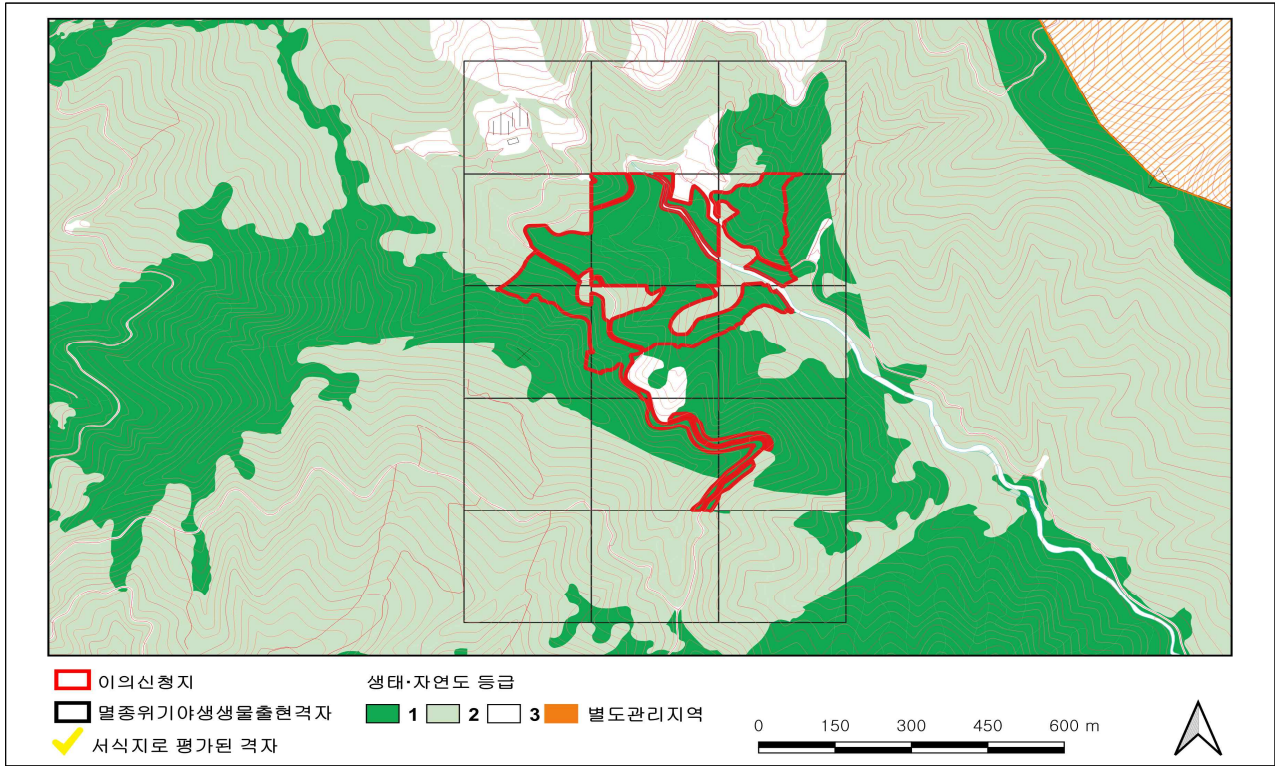 이의신청지
생태·자연도 등급
멸종위기야생생물출현격자
1 2 3 별도관리지역
서식지로 평가된 격자
0 150 300 450 600 m